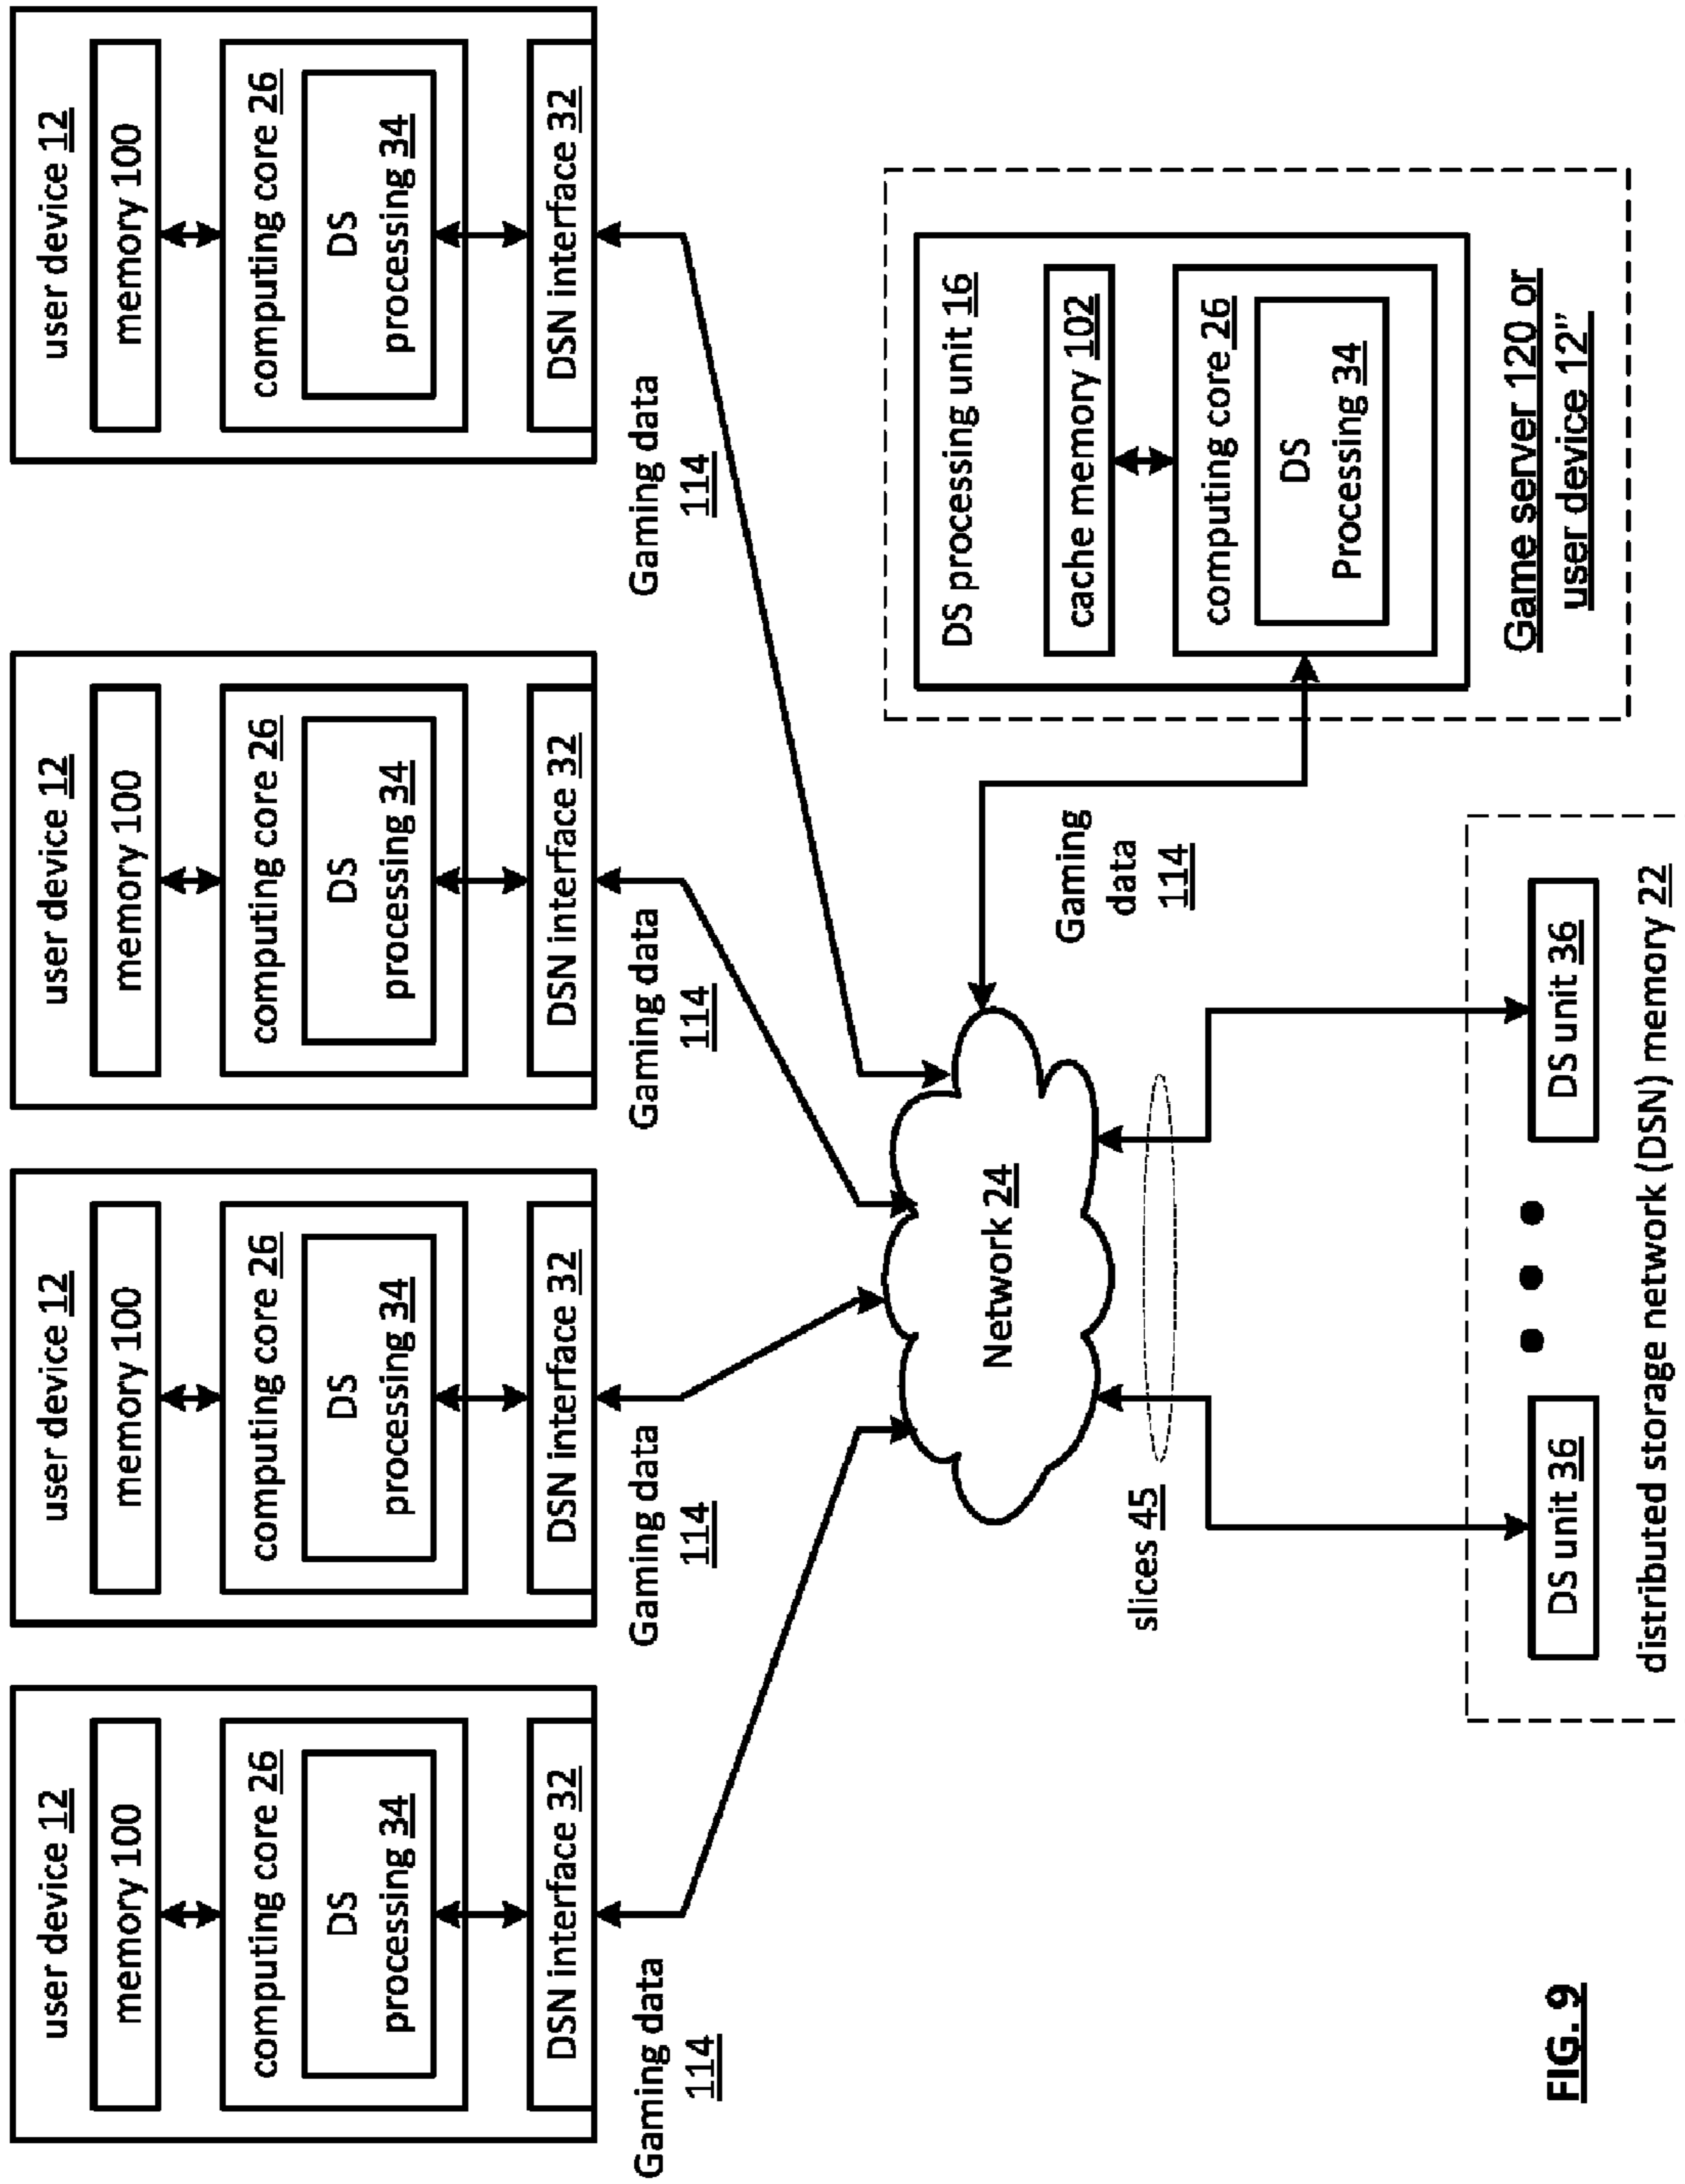 user device 12
memory 100
computing core 26
DS
processing 34
DSN interface 32
Gaming data
114
user device 12
memory 100
computing core 26
DS
processing 34
DSN interface 32
Gaming data
114
user device 12
memory 100
computing core 26
DS
processing 34
DSN interface 32
Gaming data
114
user device 12
memory 100
computing core 26
DS
processing 34
DSN interface 32
Gaming data
114
Network 24
slices 45
Gaming
data
114
DS processing unit 16
cache memory 102
computing core 26
DS
Processing 34
Game server 120 or
user device 12”
DS unit 36
DS unit 36
distributed storage network (DSN) memory 22
FIG. 9